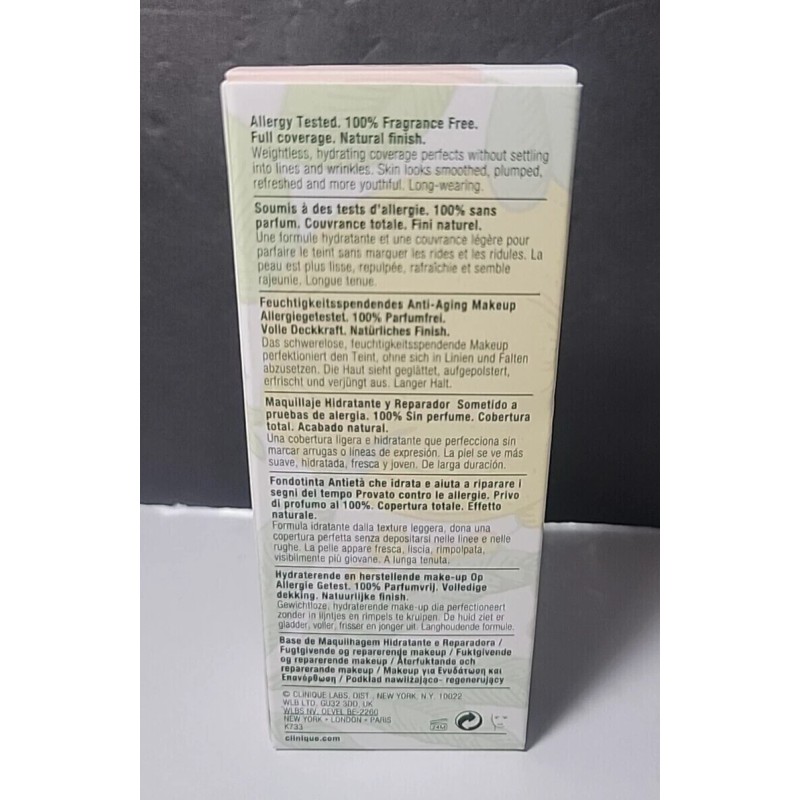 Allergy Tested. 100% Fragrance Free.
Full coverage. Natural finish.
Weightless, hydrating coverage perfects without settling
into lines and wrinkles. Skin looks smoothed, plumped,
refreshed and more youthful. Long-wearing.
Soumis à des tests d'allergie. 100% sans
parfum. Couvrance totale. Fini naturel.
Une formule hydratante et une couvrance légère pour
parfaire le teint sans marquer les rides et les ridules. La
peau est plus lisse, repulpée, rafraîchie et semble
rajeunie. Longue tenue.
Feuchtigkeitsspendendes Anti-Aging Makeup
Allergiegetestet. 100% Parfumfrei.
Volle Deckkraft. Natürliches Finish.
Das schwerelose, feuchtigkeitsspendende Makeup
perfektioniert den Teint, ohne sich in Linien und Falten
abzusetzen. Die Haut sieht geglättet, aufgepolstert,
erfrischt und verjüngt aus. Langer Halt.
Maquillaje Hidratante y Reparador Sometido a
pruebas de alergia. 100% Sin perfume. Cobertura
total. Acabado natural.
Una cobertura ligera e hidratante que perfecciona sin
marcar arrugas o líneas de expresión. La piel se ve más
suave, hidratada, fresca y joven. De larga duración.
Fondotinta Antietà che idrata e aiuta a riparare i
segni del tempo Provato contro le allergie. Privo
di profumo al 100%. Copertura totale. Effetto
naturale.
Formula idratante dalla texture leggera, dona una
copertura perfetta senza depositarsi nelle linee e nelle
rughe. La pelle appare fresca, liscia, rimpolpata,
visibilmente più giovane. A lunga tenuta.
Hydraterende en herstellende make-up Op
Allergie Getest. 100% Parfumvrij. Volledige
dekking. Natuurlijke finish.
Gewichtloze, hydraterende make-up die perfectioneert
zonder in lijntjes en rimpels te kruipen. De huid ziet er
gladder, voller, frisser en jonger uit. Langhoudende formule.
Base de Maquilhagem Hidratante e Reparadora /
Fugtgivende og reparerende makeup / Fuktgivende
og reparerende makeup / Återfuktande och
reparerande makeup / Makeup για Ενυδάτωση και
Επανόρθωση / Podkład nawilżająco- regenerujący
© CLINIQUE LABS, DIST., NEW YORK, N.Y. 10022
WLB LTD. GU32 3DD, UK
WLBS NV. OEVEL BE-2260
NEW YORK • LONDON • PARIS
K733
24M
clinique.com